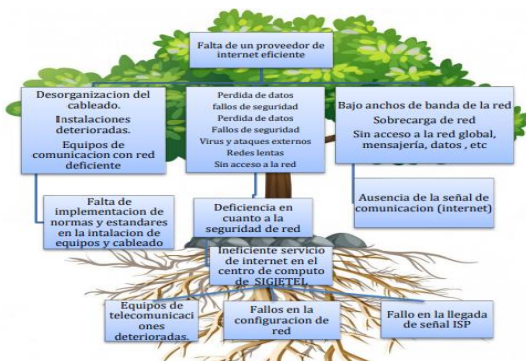 Falta de un proveedor de
internet eficiente
Desorganizacion del
cableado.
Instalaciones
deterioradas.
Equipos de
comunicacion con red
deficiente
Perdida de datos
fallos de seguridad
Perdida de datos
Fallos de seguridad
Virus y ataques externos
Redes lentas
Sin acceso a la red
Bajo anchos de banda de la red
Sobrecarga de red
Sin acceso a la red global,
mensajería, datos , etc
Falta de
implementacion de
normas y estandares
en la intalacion de
equipos y cableado
Deficiencia en
cuanto a la
seguridad de red
Ausencia de la señal de
comunicacion (internet)
Ineficiente servicio
de internet en el
centro de computo
de SIGIETEL
Equipos de
telecomunicaci
ones
deterioradas.
Fallos en la
configuracion de
red
Fallo en la llegada
de señal ISP